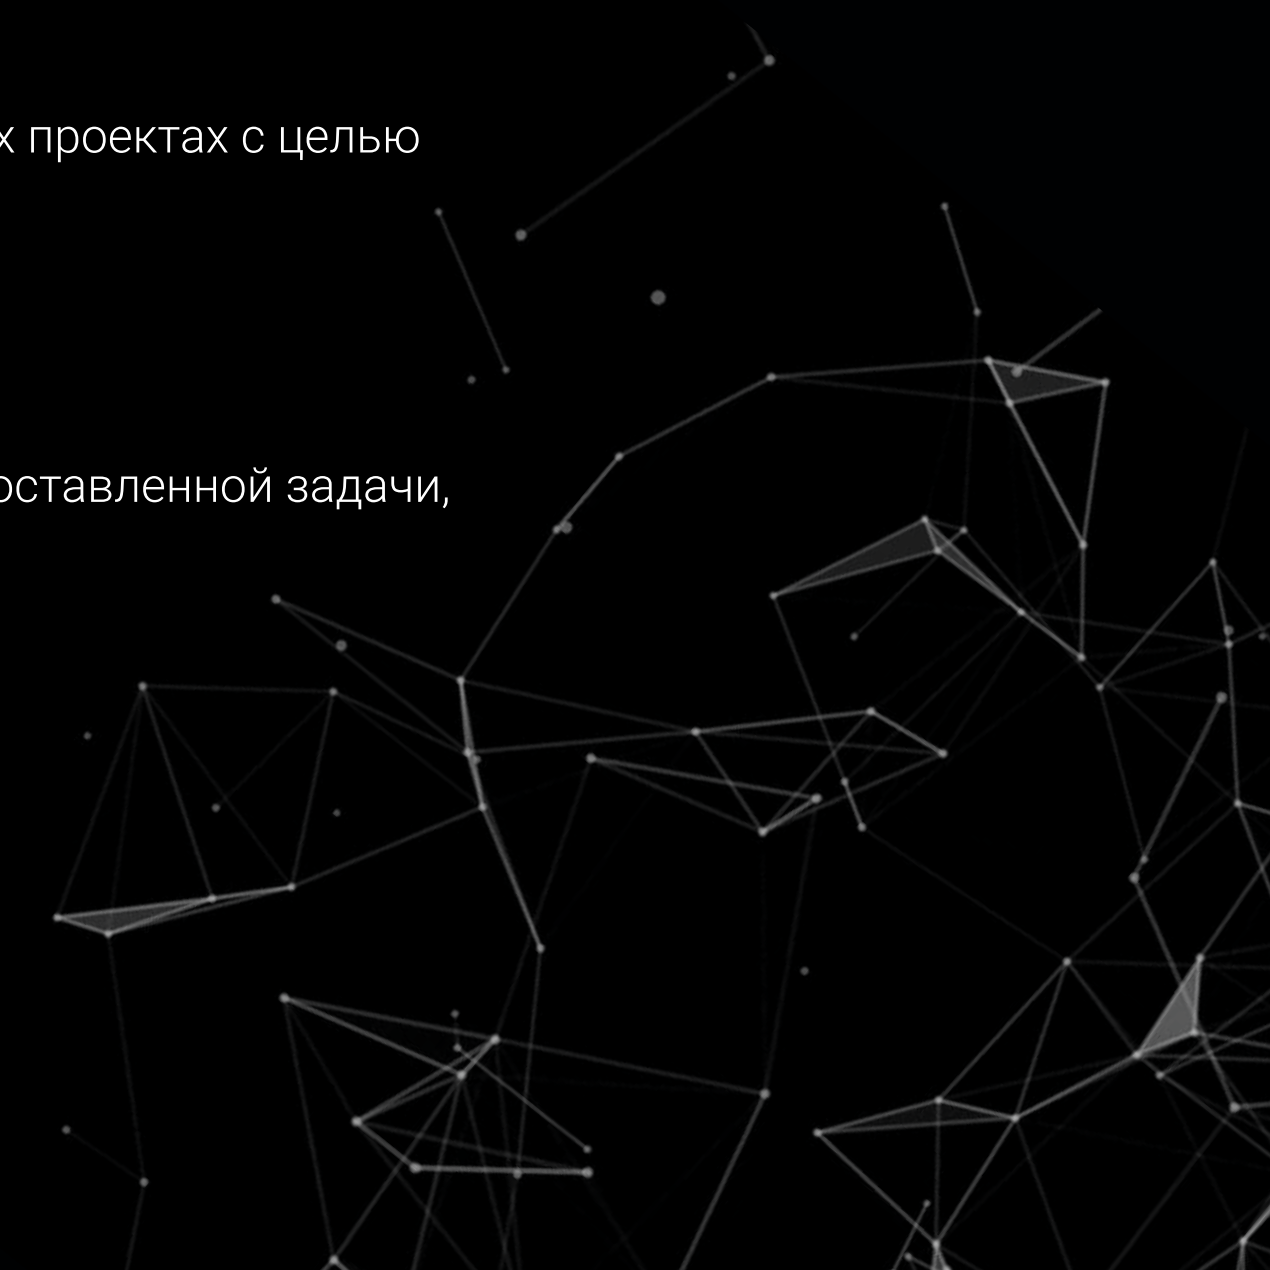 х проектах с целью
оставленной задачи,